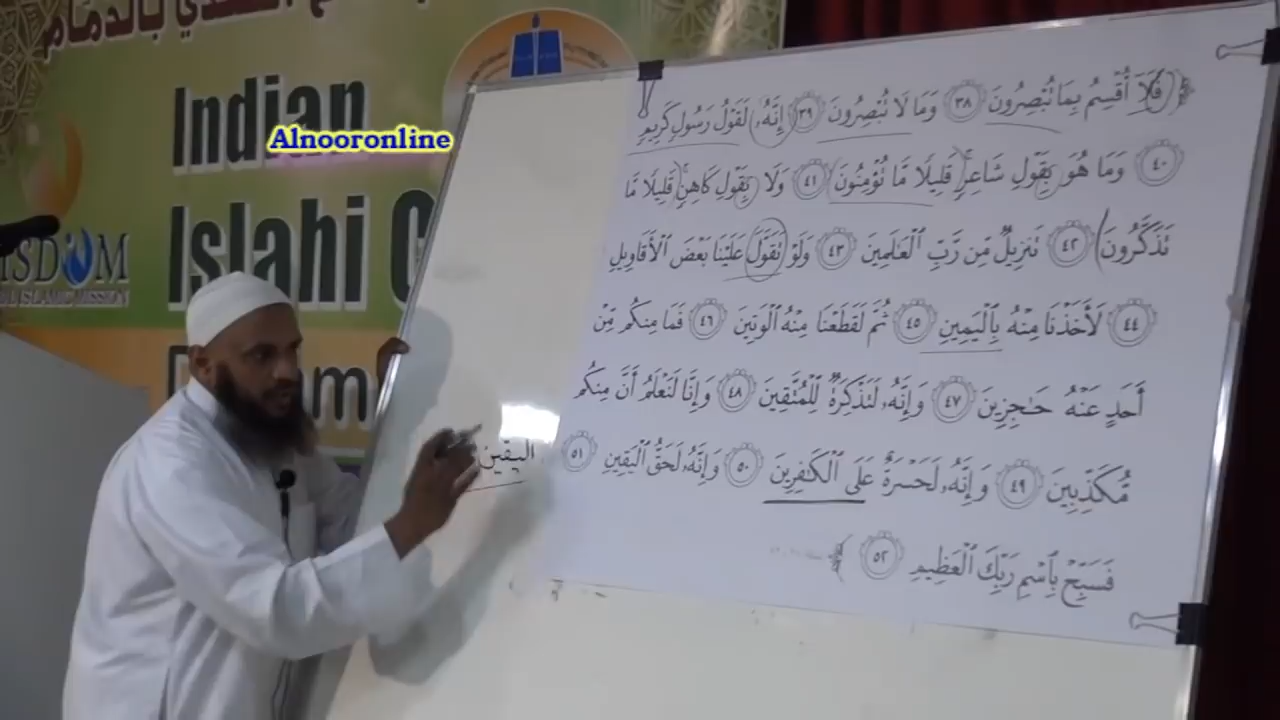 بالدمام
Indian
Islahi C
ISDOM
ISLAMIC MISSION
Alnooronline
﴿فَلَا أُقْسِمُ بِمَا تُبْصِرُونَ ٣٨ وَمَا لَا تُبْصِرُونَ ٣٩ إِنَّهُۥ لَقَوْلُ رَسُولٍ كَرِيمٍ
٤٠ وَمَا هُوَ بِقَوْلِ شَاعِرٍ قَلِيلًا مَّا تُؤْمِنُونَ ٤١ وَلَا بِقَوْلِ كَاهِنٍ قَلِيلًا مَّا
تَذَكَّرُونَ ٤٢ تَنزِيلٌ مِّن رَّبِّ ٱلْعَـٰلَمِينَ ٤٣ وَلَوْ تَقَوَّلَ عَلَيْنَا بَعْضَ ٱلْأَقَاوِيلِ
٤٤ لَأَخَذْنَا مِنْهُ بِٱلْيَمِينِ ٤٥ ثُمَّ لَقَطَعْنَا مِنْهُ ٱلْوَتِينَ ٤٦ فَمَا مِنكُم مِّنْ
أَحَدٍ عَنْهُ حَـٰجِزِينَ ٤٧ وَإِنَّهُۥ لَتَذْكِرَةٌ لِّلْمُتَّقِينَ ٤٨ وَإِنَّا لَنَعْلَمُ أَنَّ مِنكُم
مُّكَذِّبِينَ ٤٩ وَإِنَّهُۥ لَحَسْرَةٌ عَلَى ٱلْكَـٰفِرِينَ ٥٠ وَإِنَّهُۥ لَحَقُّ ٱلْيَقِينِ ٥١
اليقين
فَسَبِّحْ بِٱسْمِ رَبِّكَ ٱلْعَظِيمِ ٥٢﴾